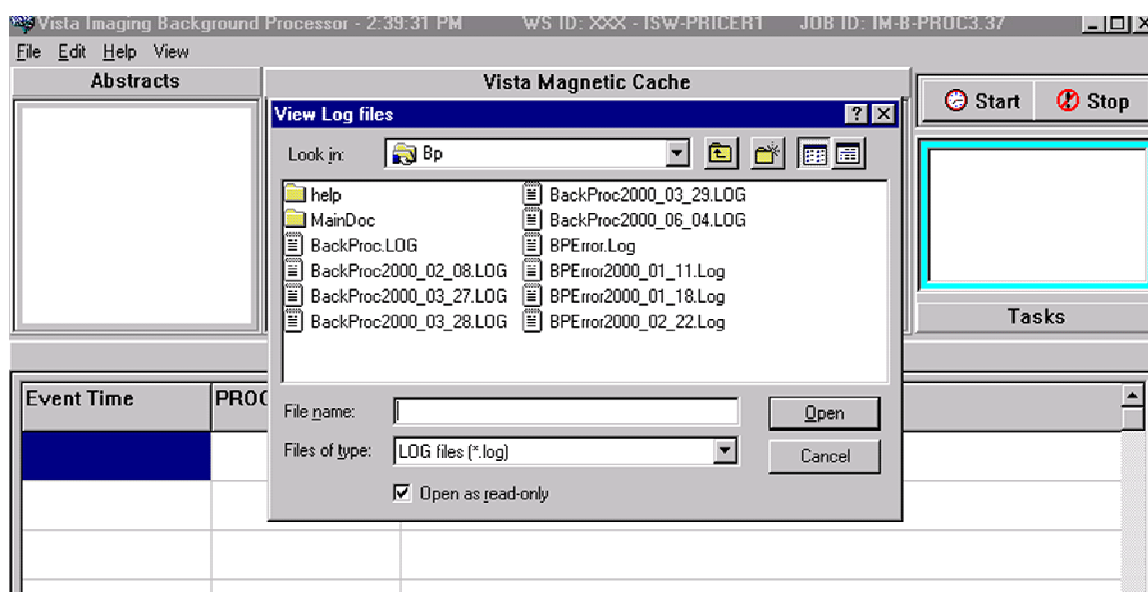 Vista Imaging Background Processor - 2:39:31 PM WS ID: XXX - ISW-PRICER1 JOB ID: IM-B-PROC3.37
File Edit Help View
Abstracts
Vista Magnetic Cache
Start
Stop
View Log files
Look in:
Bp
help
MainDoc
BackProc.LOG
BackProc2000_02_08.LOG
BackProc2000_03_27.LOG
BackProc2000_03_28.LOG
BackProc2000_03_29.LOG
BackProc2000_06_04.LOG
BPError.Log
BPError2000_01_11.Log
BPError2000_01_18.Log
BPError2000_02_22.Log
File name:
Open
Files of type:
LOG files (*.log)
Cancel
Open as read-only
Tasks
Event Time
PROC